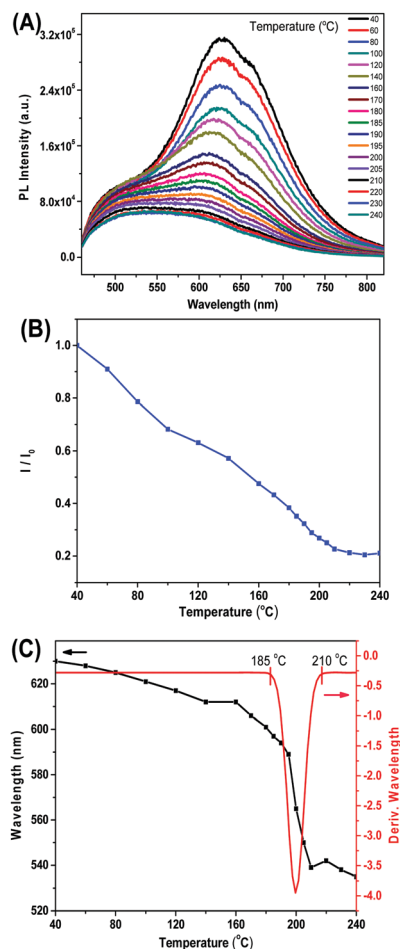 (A)
Temperature (°C)
40
60
80
100
120
140
160
170
180
185
190
195
200
205
210
220
230
240
3.2x10⁵
2.4x10⁵
1.6x10⁵
8.0x10⁴
0.0
PL Intensity (a.u.)
500 550 600 650 700 750 800
Wavelength (nm)
(B)
1.0
0.8
0.6
0.4
0.2
I / I₀
40 80 120 160 200 240
Temperature (°C)
(C)
185 °C 210 °C
620
600
580
560
540
520
Wavelength (nm)
0.0
-0.5
-1.0
-1.5
-2.0
-2.5
-3.0
-3.5
-4.0
Deriv. Wavelength
40 60 80 100 120 140 160 180 200 220 240
Temperature (°C)